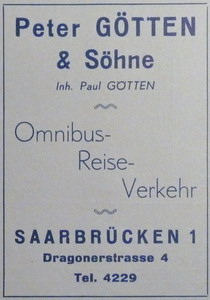 Peter GÖTTEN
& Söhne
Inh. Paul GÖTTEN
Omnibus-
Reise-
Verkehr
SAARBRÜCKEN 1
Dragonerstrasse 4
Tel. 4229